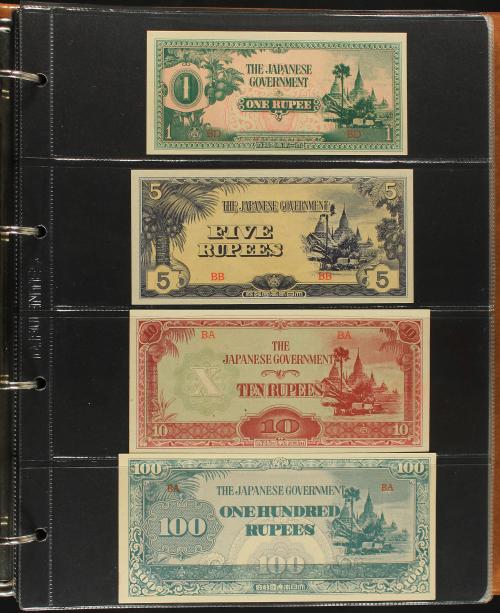 THE JAPANESE
GOVERNMENT
1
ONE RUPEE
BD BD
1 1
5 5
THE JAPANESE GOVERNMENT
FIVE
RUPEES
BB BB
5 5
10 10
BA BA
THE
JAPANESE GOVERNMENT
X
TEN RUPEES
10 10 10
100 100
BA BA
THE JAPANESE GOVERNMENT
ONE HUNDRED
100 RUPEES
100